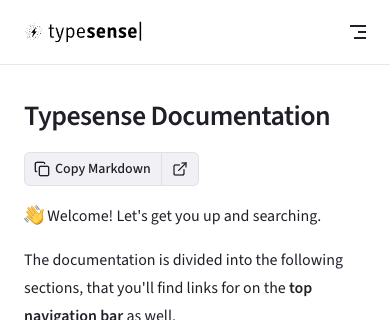 typesense|
Typesense Documentation
Copy Markdown
👋 Welcome! Let's get you up and searching.
The documentation is divided into the following
sections, that you'll find links for on the top
navigation bar as well.